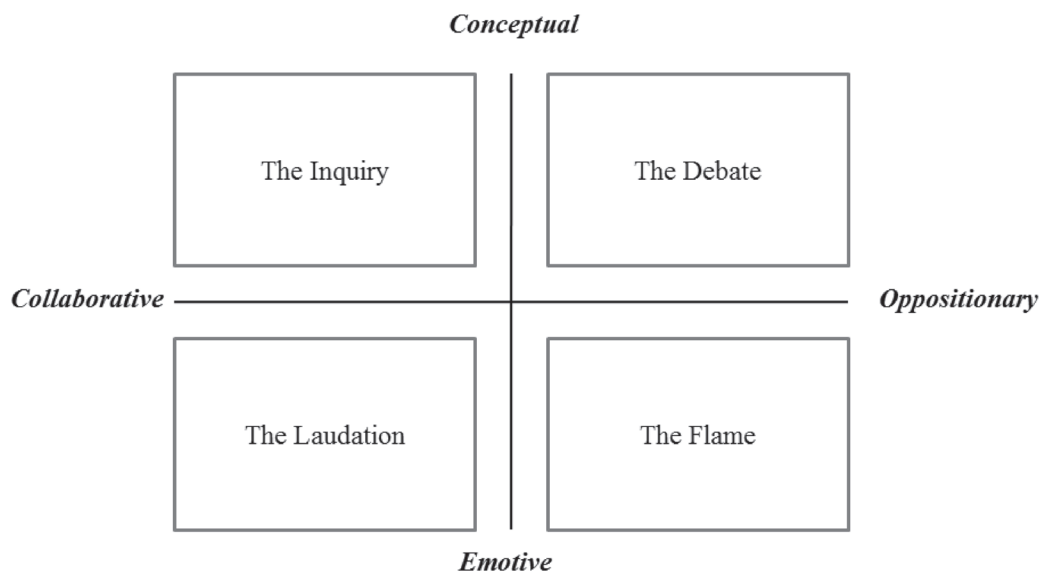 Conceptual
The Inquiry
The Debate
Collaborative
Oppositionary
The Laudation
The Flame
Emotive